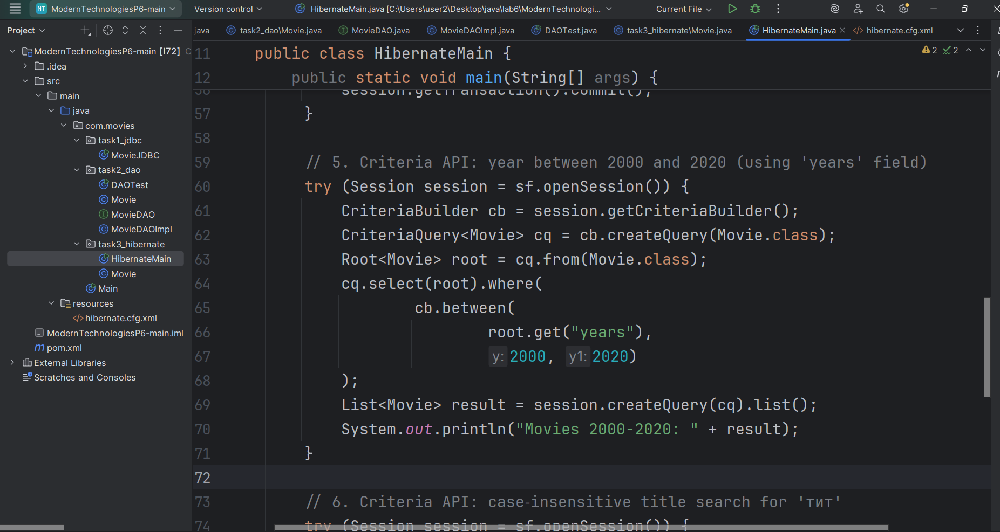 MT ModernTechnologiesP6-main Version control HibernateMain.java [C:\Users\user2\Desktop\java\lab6\ModernTechnologi... Current File
Project
java task2_dao\Movie.java MovieDAO.java MovieDAOImpl.java DAOTest.java task3_hibernate\Movie.java HibernateMain.java hibernate.cfg.xml
ModernTechnologiesP6-main [l72] C
.idea
src
main
java
com.movies
task1_jdbc
MovieJDBC
task2_dao
DAOTest
Movie
MovieDAO
MovieDAOImpl
task3_hibernate
HibernateMain
Movie
Main
resources
hibernate.cfg.xml
ModernTechnologiesP6-main.iml
m pom.xml
External Libraries
Scratches and Consoles
2 2
11 public class HibernateMain {
12 public static void main(String[] args) {
56 session.getTransaction().commit();
57 }
58
59 // 5. Criteria API: year between 2000 and 2020 (using 'years' field)
60 try (Session session = sf.openSession()) {
61 CriteriaBuilder cb = session.getCriteriaBuilder();
62 CriteriaQuery<Movie> cq = cb.createQuery(Movie.class);
63 Root<Movie> root = cq.from(Movie.class);
64 cq.select(root).where(
65 cb.between(
66 root.get("years"),
67 y: 2000, y1: 2020)
68 );
69 List<Movie> result = session.createQuery(cq).list();
70 System.out.println("Movies 2000-2020: " + result);
71 }
72
73 // 6. Criteria API: case-insensitive title search for 'тит'
74 try (Session session = sf.openSession()) {